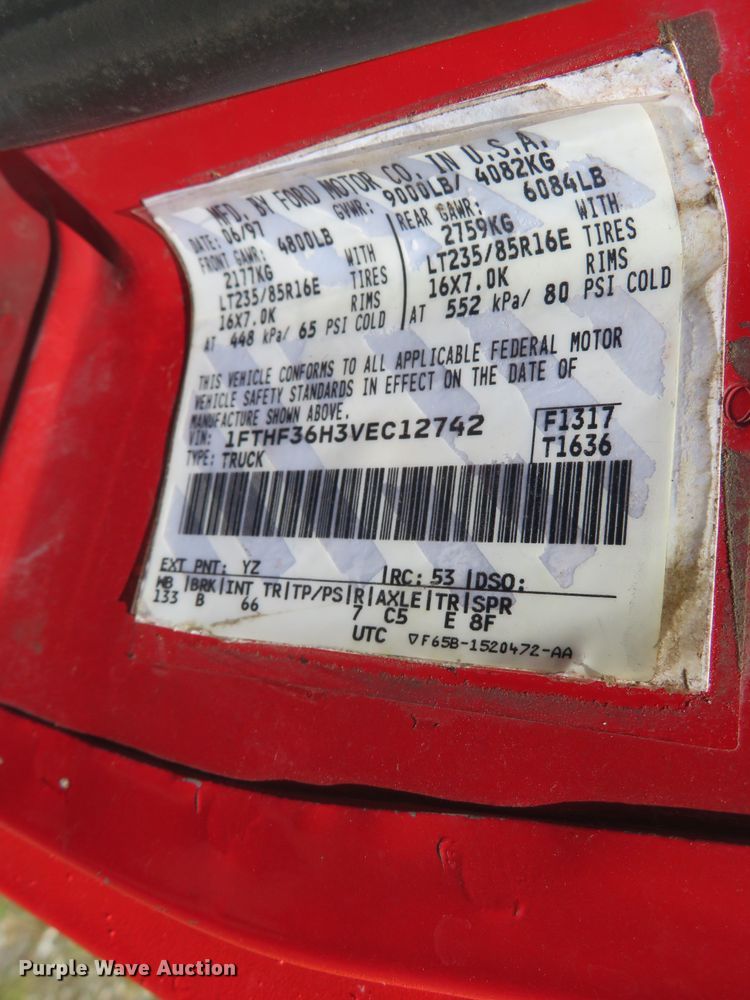 MFD. BY FORD MOTOR CO. IN U.S.A.
DATE: 06/97 GVWR: 9000LB/ 4082KG
FRONT GAWR: 4800LB
2177KG WITH
LT235/85R16E TIRES
16X7.0K RIMS
AT 448 kPa/ 65 PSI COLD
REAR GAWR: 6084LB
2759KG WITH
LT235/85R16E TIRES
16X7.0K RIMS
AT 552 kPa/ 80 PSI COLD
THIS VEHICLE CONFORMS TO ALL APPLICABLE FEDERAL MOTOR
VEHICLE SAFETY STANDARDS IN EFFECT ON THE DATE OF
MANUFACTURE SHOWN ABOVE.
VIN: 1FTHF36H3VEC12742
TYPE: TRUCK
F1317
T1636
EXT PNT: YZ RC: 53 DSO:
WB BRK INT TR TP/PS R AXLE TR SPR
133 B 66 7 C5 E 8F
UTC ▽F65B-1520472-AA
Purple Wave Auction